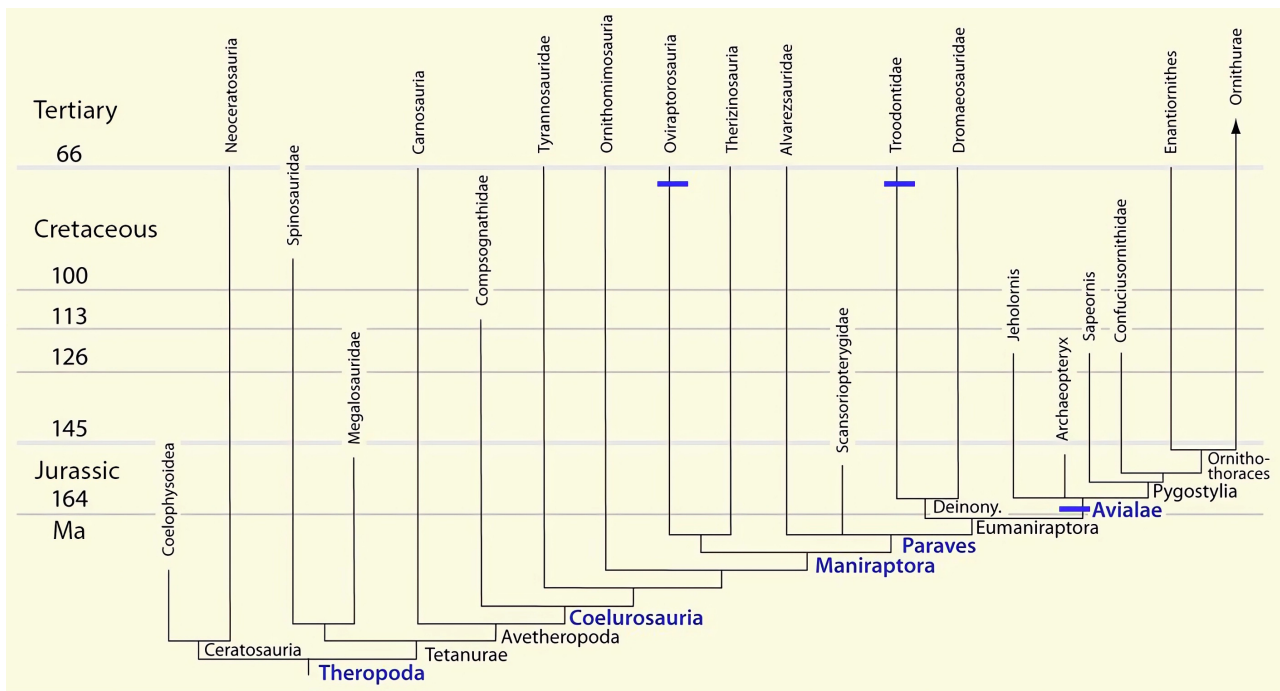 Tertiary
66
Cretaceous
100
113
126
145
Jurassic
164
Ma
Coelophysoidea
Neoceratosauria
Spinosauridae
Megalosauridae
Carnosauria
Compsognathidae
Tyrannosauridae
Ornithomimosauria
Oviraptorosauria
Therizinosauria
Alvarezsauridae
Scansoriopterygidae
Troodontidae
Dromaeosauridae
Jeholornis
Archaeopteryx
Sapeornis
Confuciusornithidae
Enantiornithes
Ornithurae
Ornitho-
thoraces
Pygostylia
Avialae
Deinony.
Eumaniraptora
Paraves
Maniraptora
Coelurosauria
Avetheropoda
Tetanurae
Ceratosauria
Theropoda